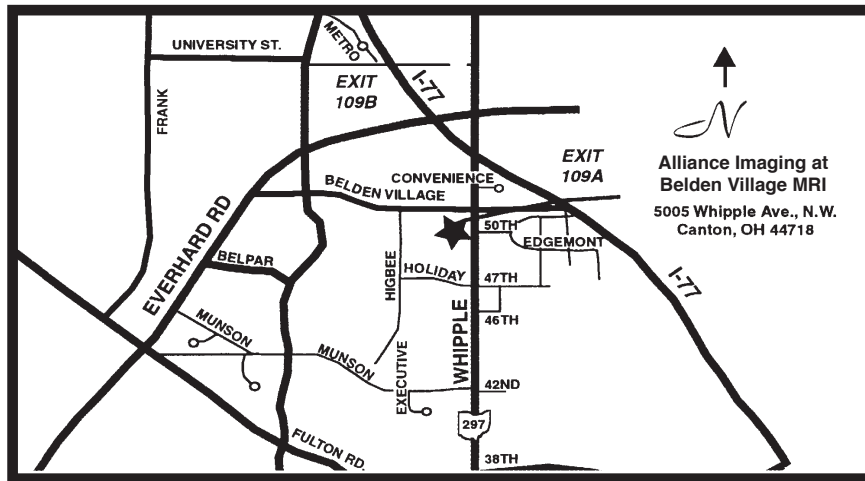 UNIVERSITY ST.
METRO
EXIT
109B
I-77
FRANK
N
CONVENIENCE
EXIT
109A
Alliance Imaging at
Belden Village MRI
5005 Whipple Ave., N.W.
Canton, OH 44718
BELDEN VILLAGE
EVERHARD RD
50TH
EDGEMONT
BELPAR
HIGBEE
HOLIDAY
47TH
I-77
MUNSON
46TH
WHIPPLE
MUNSON
EXECUTIVE
42ND
297
FULTON RD.
38TH